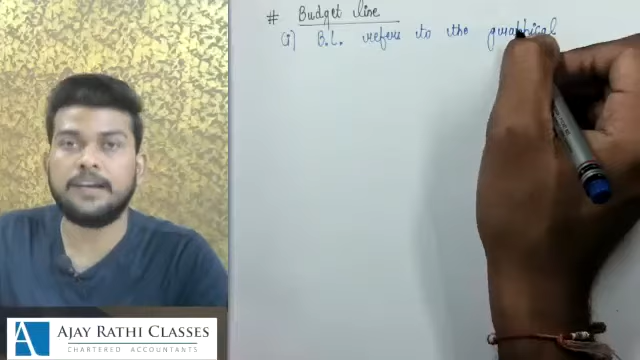 # Budget line
(i) B.L. refers to the graphical
AJAY RATHI CLASSES
CHARTERED ACCOUNTANTS